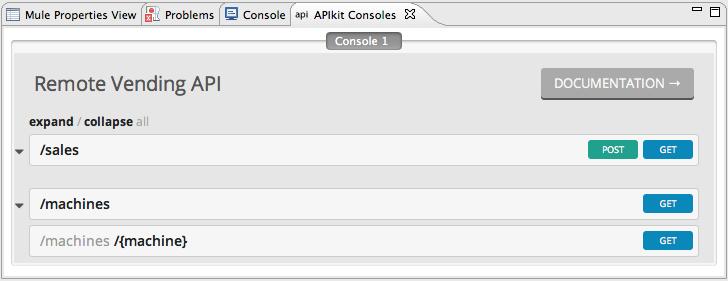 Mule Properties View Problems Console api APIkit Consoles
Console 1
Remote Vending API DOCUMENTATION →
expand / collapse all
/sales POST GET
/machines GET
/machines /{machine} GET